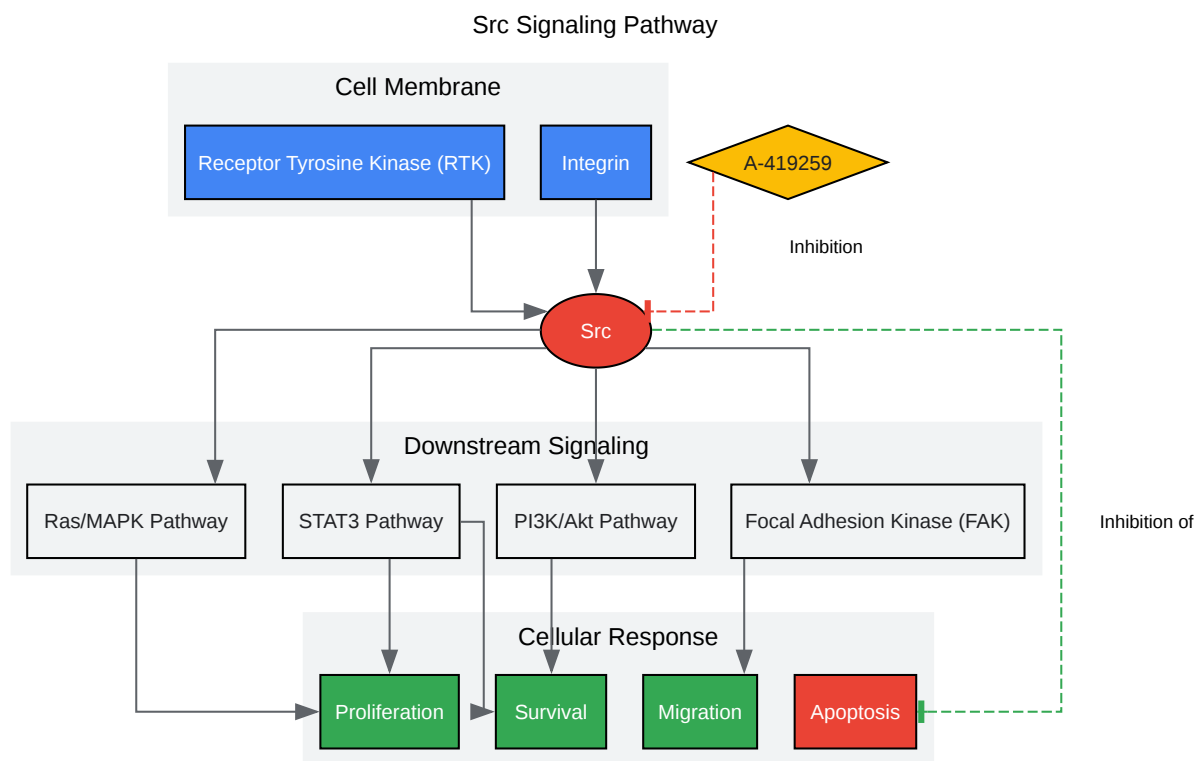 Src Signaling Pathway
Cell Membrane
Receptor Tyrosine Kinase (RTK)
Integrin
A-419259
Inhibition
Src
Downstream Signaling
Ras/MAPK Pathway
STAT3 Pathway
PI3K/Akt Pathway
Focal Adhesion Kinase (FAK)
Inhibition of
Cellular Response
Proliferation
Survival
Migration
Apoptosis